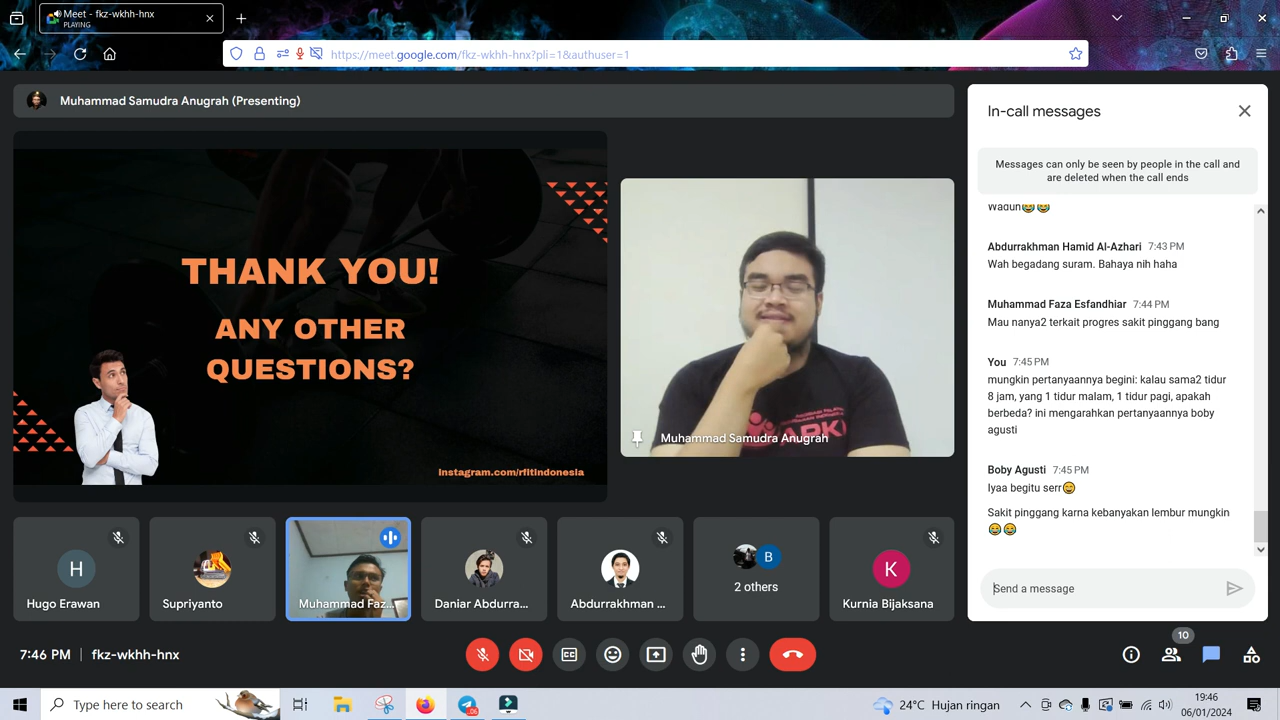 Meet - fkz-wkhh-hnx
PLAYING
https://meet.google.com/fkz-wkhh-hnx?pli=1&authuser=1
Muhammad Samudra Anugrah (Presenting)
THANK YOU!
ANY OTHER
QUESTIONS?
Instagram.com/rfitindonesia
Muhammad Samudra Anugrah
In-call messages
Messages can only be seen by people in the call and
are deleted when the call ends
Waduh😂😂
Abdurrakhman Hamid Al-Azhari 7:43 PM
Wah begadang suram. Bahaya nih haha
Muhammad Faza Esfandhiar 7:44 PM
Mau nanya2 terkait progres sakit pinggang bang
You 7:45 PM
mungkin pertanyaannya begini: kalau sama2 tidur
8 jam, yang 1 tidur malam, 1 tidur pagi, apakah
berbeda? ini mengarahkan pertanyaannya boby
agusti
Boby Agusti 7:45 PM
Iyaa begitu serr😄
Sakit pinggang karna kebanyakan lembur mungkin
😂😂
Send a message
H
Hugo Erawan
Supriyanto
Muhammad Faz...
Daniar Abdurra...
Abdurrakhman ...
B
2 others
K
Kurnia Bijaksana
7:46 PM | fkz-wkhh-hnx
10
Type here to search
24°C Hujan ringan
19:46
06/01/2024